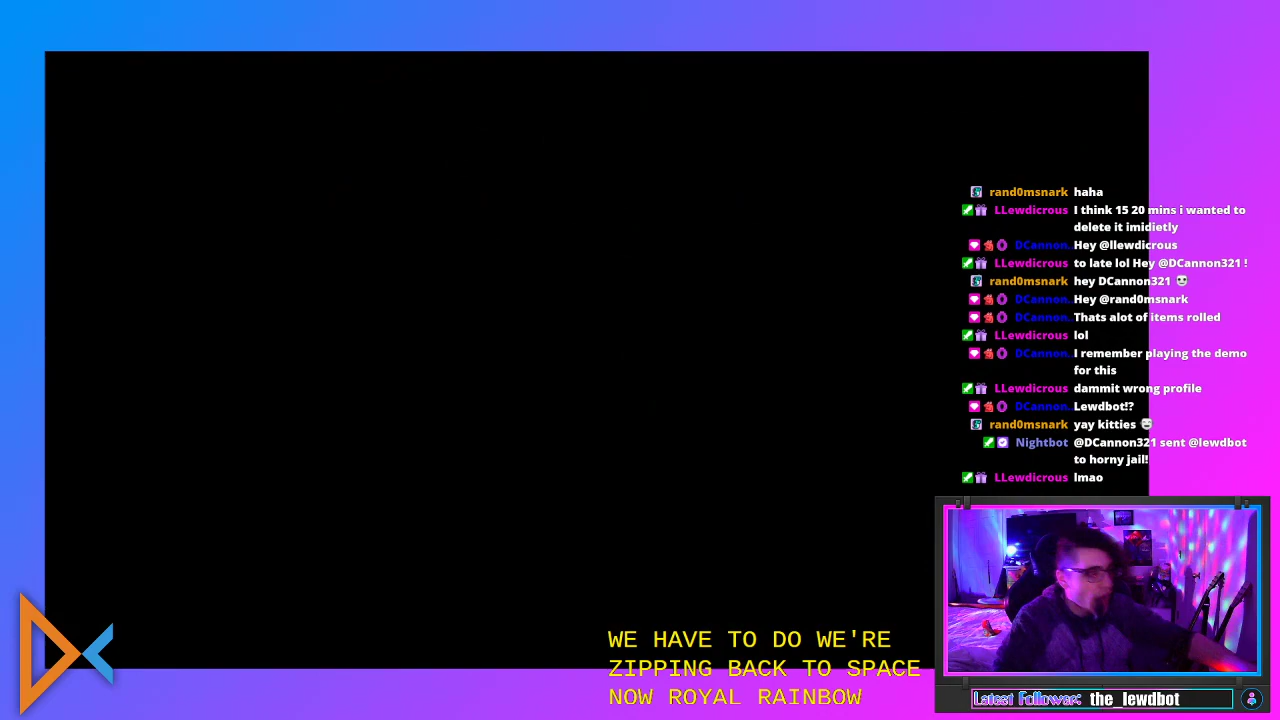 rand0msnark haha
LLewdicrous I think 15 20 mins i wanted to
delete it imidietly
DCannon.. Hey @llewdicrous
LLewdicrous to late lol Hey @DCannon321 !
rand0msnark hey DCannon321
DCannon.. Hey @rand0msnark
DCannon.. Thats alot of items rolled
LLewdicrous lol
DCannon.. I remember playing the demo
for this
LLewdicrous dammit wrong profile
DCannon.. Lewdbot!?
rand0msnark yay kitties
Nightbot @DCannon321 sent @lewdbot
to horny jail!
LLewdicrous lmao
WE HAVE TO DO WE'RE
ZIPPING BACK TO SPACE
NOW ROYAL RAINBOW
Latest Follower: the_lewdbot